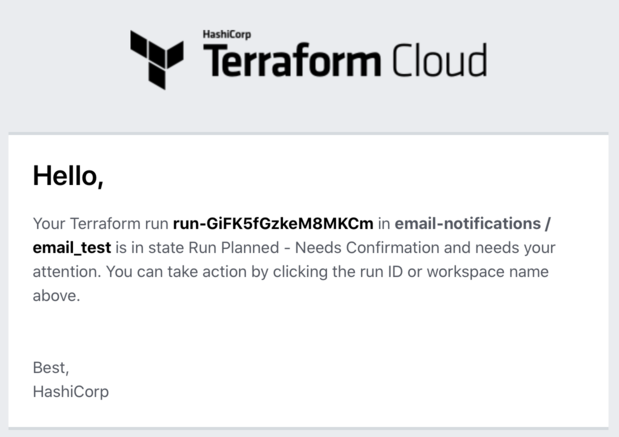 HashiCorp
Terraform Cloud
Hello,
Your Terraform run run-GiFK5fGzkeM8MKCm in email-notifications /
email_test is in state Run Planned - Needs Confirmation and needs your
attention. You can take action by clicking the run ID or workspace name
above.
Best,
HashiCorp